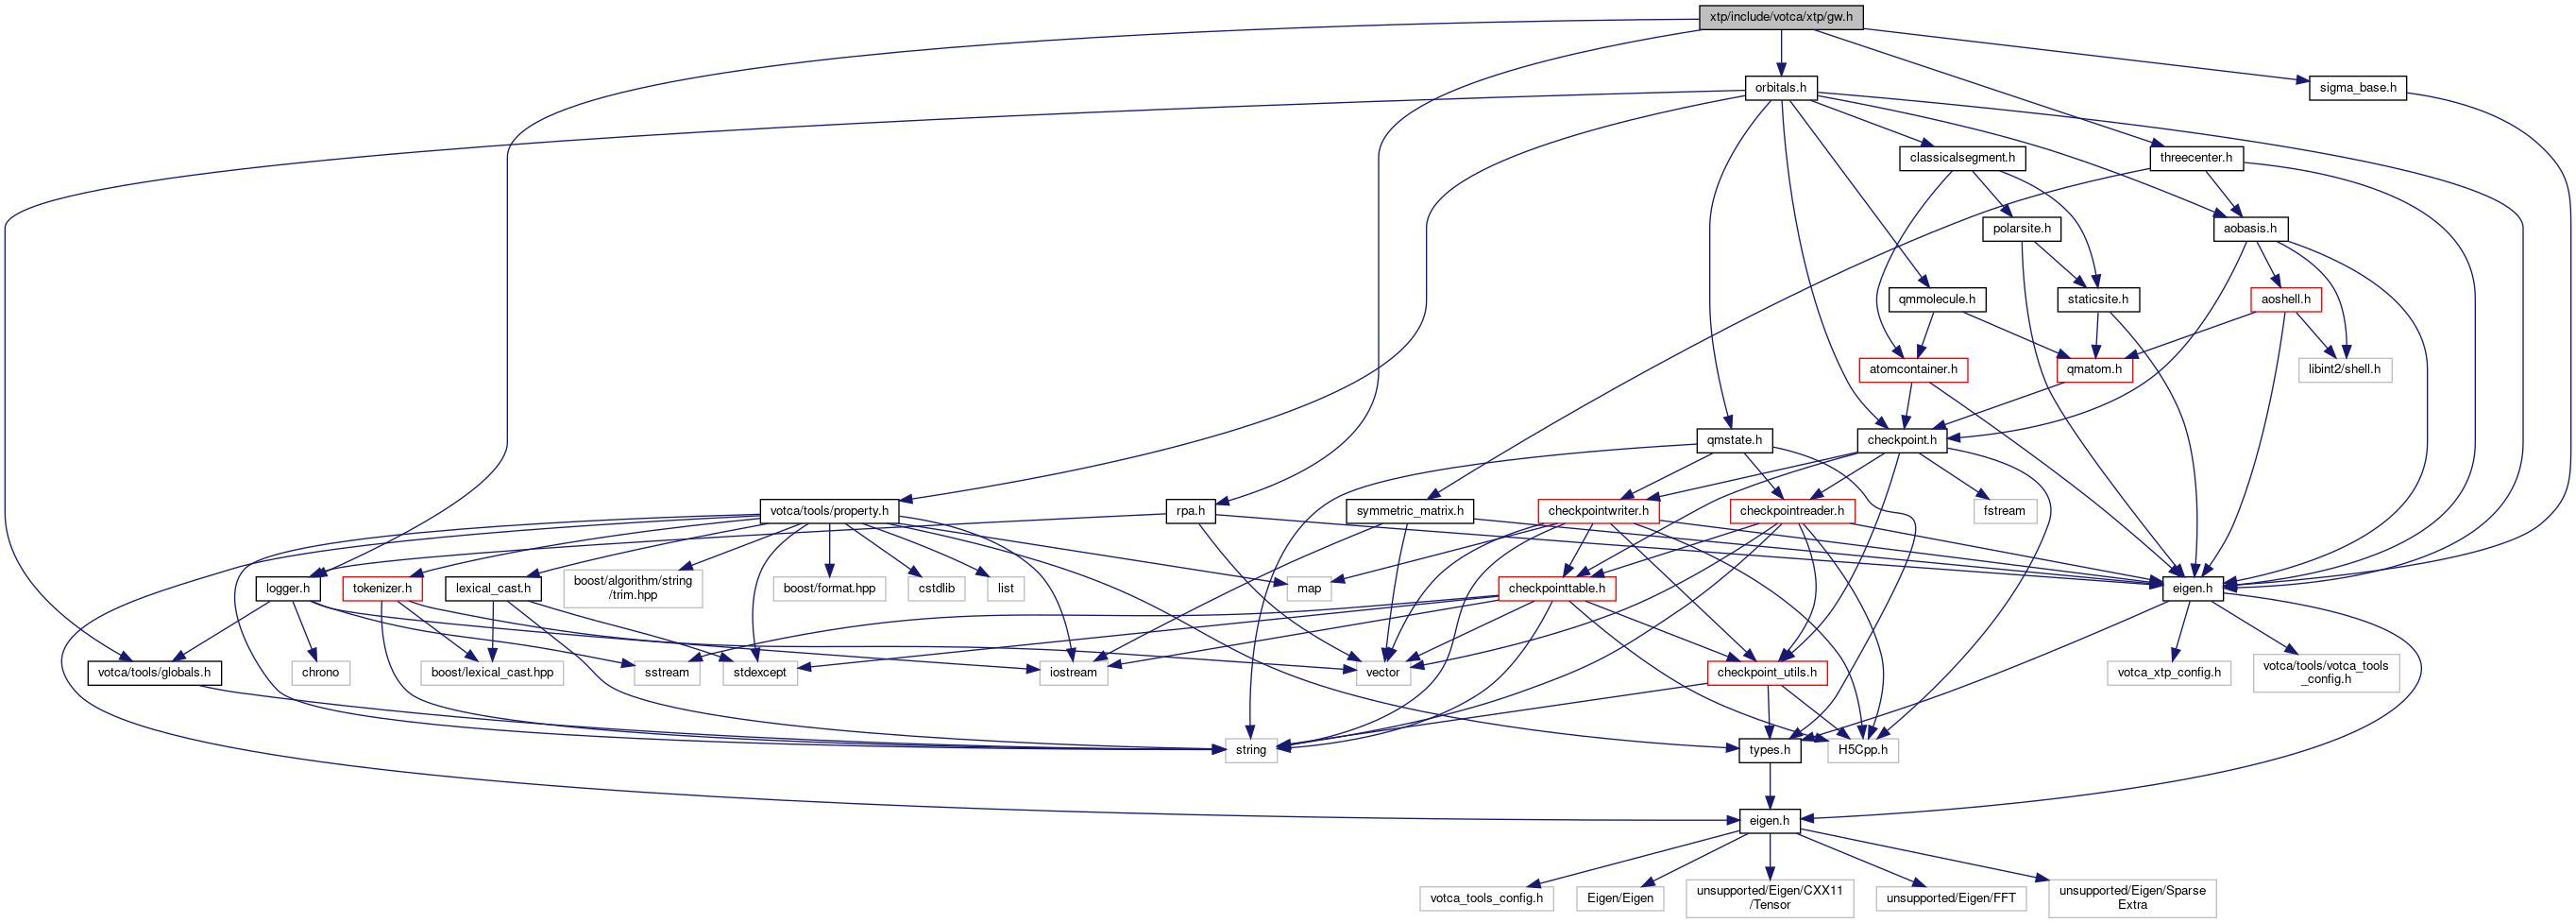 xtp/include/votca/xtp/gw.h
orbitals.h
sigma_base.h
classicalsegment.h
threecenter.h
polarsite.h
aobasis.h
qmmolecule.h
staticsite.h
aoshell.h
atomcontainer.h
qmatom.h
libint2/shell.h
qmstate.h
checkpoint.h
votca/tools/property.h
rpa.h
symmetric_matrix.h
checkpointwriter.h
checkpointreader.h
fstream
logger.h
tokenizer.h
lexical_cast.h
boost/algorithm/string
/trim.hpp
boost/format.hpp
cstdlib
list
map
checkpointtable.h
eigen.h
votca/tools/globals.h
chrono
boost/lexical_cast.hpp
sstream
stdexcept
iostream
vector
checkpoint_utils.h
votca_xtp_config.h
votca/tools/votca_tools
_config.h
string
types.h
H5Cpp.h
eigen.h
votca_tools_config.h
Eigen/Eigen
unsupported/Eigen/CXX11
/Tensor
unsupported/Eigen/FFT
unsupported/Eigen/Sparse
Extra